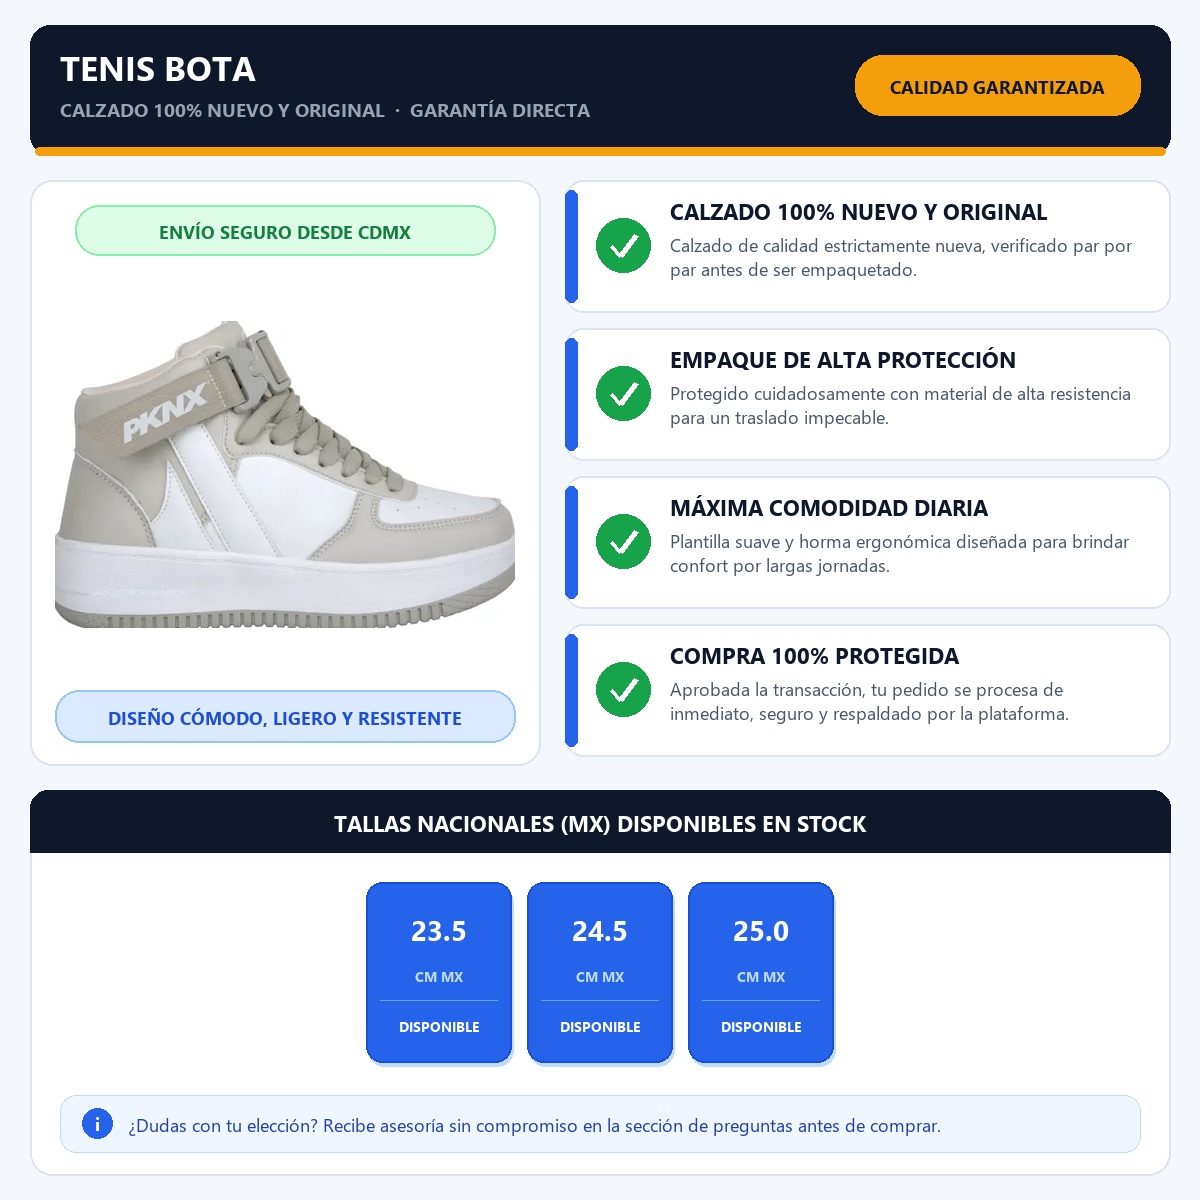 TENIS BOTA
CALZADO 100% NUEVO Y ORIGINAL · GARANTÍA DIRECTA
CALIDAD GARANTIZADA
ENVÍO SEGURO DESDE CDMX
PKNX
DISEÑO CÓMODO, LIGERO Y RESISTENTE
CALZADO 100% NUEVO Y ORIGINAL
Calzado de calidad estrictamente nueva, verificado par por
par antes de ser empaquetado.
EMPAQUE DE ALTA PROTECCIÓN
Protegido cuidadosamente con material de alta resistencia
para un traslado impecable.
MÁXIMA COMODIDAD DIARIA
Plantilla suave y horma ergonómica diseñada para brindar
confort por largas jornadas.
COMPRA 100% PROTEGIDA
Aprobada la transacción, tu pedido se procesa de
inmediato, seguro y respaldado por la plataforma.
TALLAS NACIONALES (MX) DISPONIBLES EN STOCK
23.5
CM MX
DISPONIBLE
24.5
CM MX
DISPONIBLE
25.0
CM MX
DISPONIBLE
¿Dudas con tu elección? Recibe asesoría sin compromiso en la sección de preguntas antes de comprar.